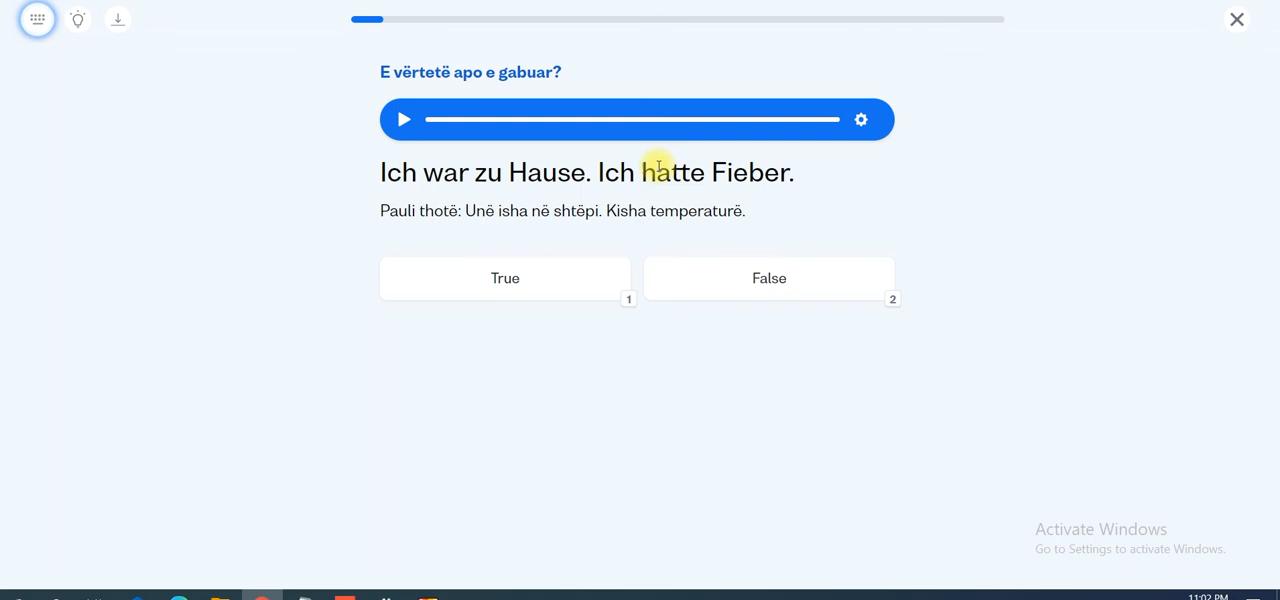 E vërtetë apo e gabuar?
Ich war zu Hause. Ich hatte Fieber.
Pauli thotë: Unë isha në shtëpi. Kisha temperaturë.
True
False
1
2
Activate Windows
Go to Settings to activate Windows.
11:02 PM